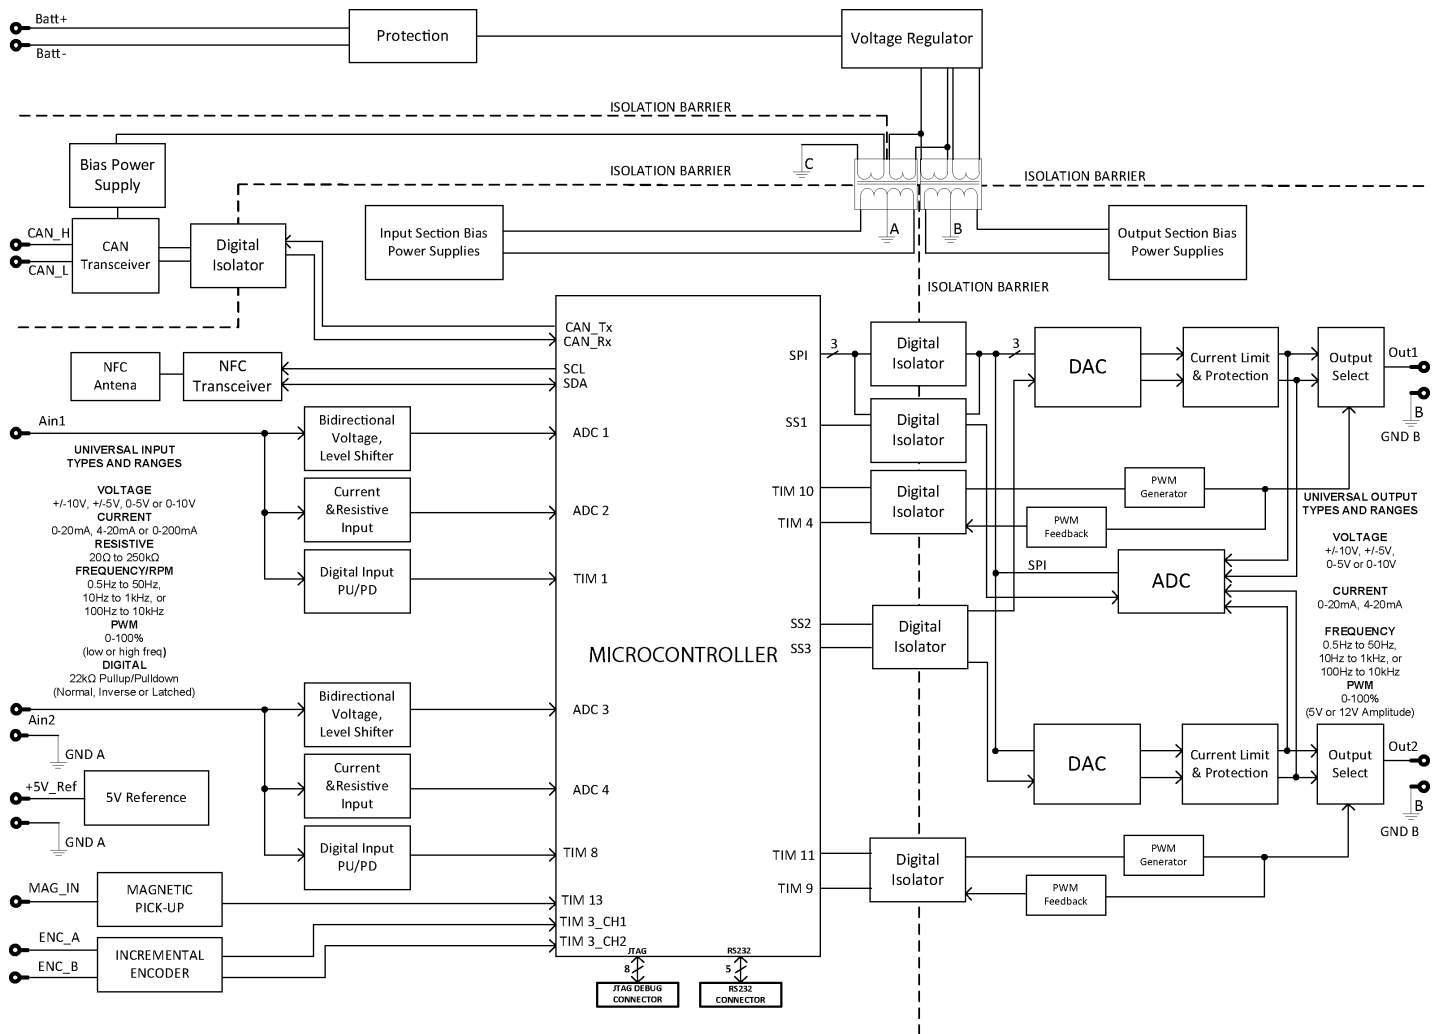 Batt+
Batt-
Protection
Voltage Regulator
ISOLATION BARRIER
C
ISOLATION BARRIER
ISOLATION BARRIER
Bias Power
Supply
CAN_H
CAN_L
CAN
Transceiver
Digital
Isolator
Input Section Bias
Power Supplies
A
B
Output Section Bias
Power Supplies
ISOLATION BARRIER
CAN_Tx
CAN_Rx
NFC
Antena
NFC
Transceiver
SCL
SDA
Ain1
Bidirectional
Voltage,
Level Shifter
ADC 1
Current
&Resistive
Input
ADC 2
Digital Input
PU/PD
TIM 1
UNIVERSAL INPUT
TYPES AND RANGES
VOLTAGE
+/-10V, +/-5V, 0-5V or 0-10V
CURRENT
0-20mA, 4-20mA or 0-200mA
RESISTIVE
20Ω to 250kΩ
FREQUENCY/RPM
0.5Hz to 50Hz,
10Hz to 1kHz, or
100Hz to 10kHz
PWM
0-100%
(low or high freq)
DIGITAL
22kΩ Pullup/Pulldown
(Normal, Inverse or Latched)
Ain2
GND A
Bidirectional
Voltage,
Level Shifter
ADC 3
Current
&Resistive
Input
ADC 4
Digital Input
PU/PD
TIM 8
+5V_Ref
5V Reference
GND A
MAG_IN
MAGNETIC
PICK-UP
TIM 13
ENC_A
ENC_B
INCREMENTAL
ENCODER
TIM 3_CH1
TIM 3_CH2
MICROCONTROLLER
JTAG
8
JTAG DEBUG
CONNECTOR
RS232
5
RS232
CONNECTOR
SPI
3
Digital
Isolator
3
DAC
Current Limit
& Protection
Output
Select
Out1
B
GND B
SS1
Digital
Isolator
TIM 10
TIM 4
Digital
Isolator
PWM
Generator
PWM
Feedback
SPI
ADC
UNIVERSAL OUTPUT
TYPES AND RANGES
VOLTAGE
+/-10V, +/-5V,
0-5V or 0-10V
CURRENT
0-20mA, 4-20mA
FREQUENCY
0.5Hz to 50Hz,
10Hz to 1kHz, or
100Hz to 10kHz
PWM
0-100%
(5V or 12V Amplitude)
SS2
SS3
Digital
Isolator
DAC
Current Limit
& Protection
Output
Select
Out2
B
GND B
TIM 11
TIM 9
Digital
Isolator
PWM
Generator
PWM
Feedback